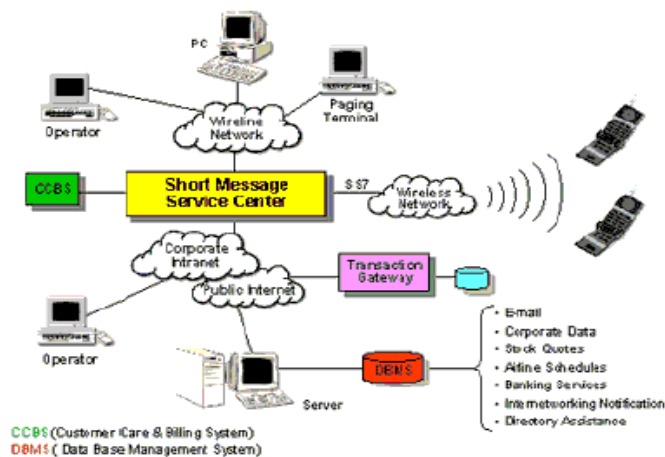 PC
Operator
Wireline
Network
Paging
Terminal
CCBS
Short Message
Service Center
SS7
Wireless
Network
Corporate
Intranet
Public Internet
Transaction
Gateway
Operator
Server
DBMS
• E-mail
• Corporate Data
• Stock Quotes
• Airline Schedules
• Banking Services
• Internetworking Notification
• Directory Assistance
CCBS (Customer Care & Billing System)
DBMS ( Data Base Management System)